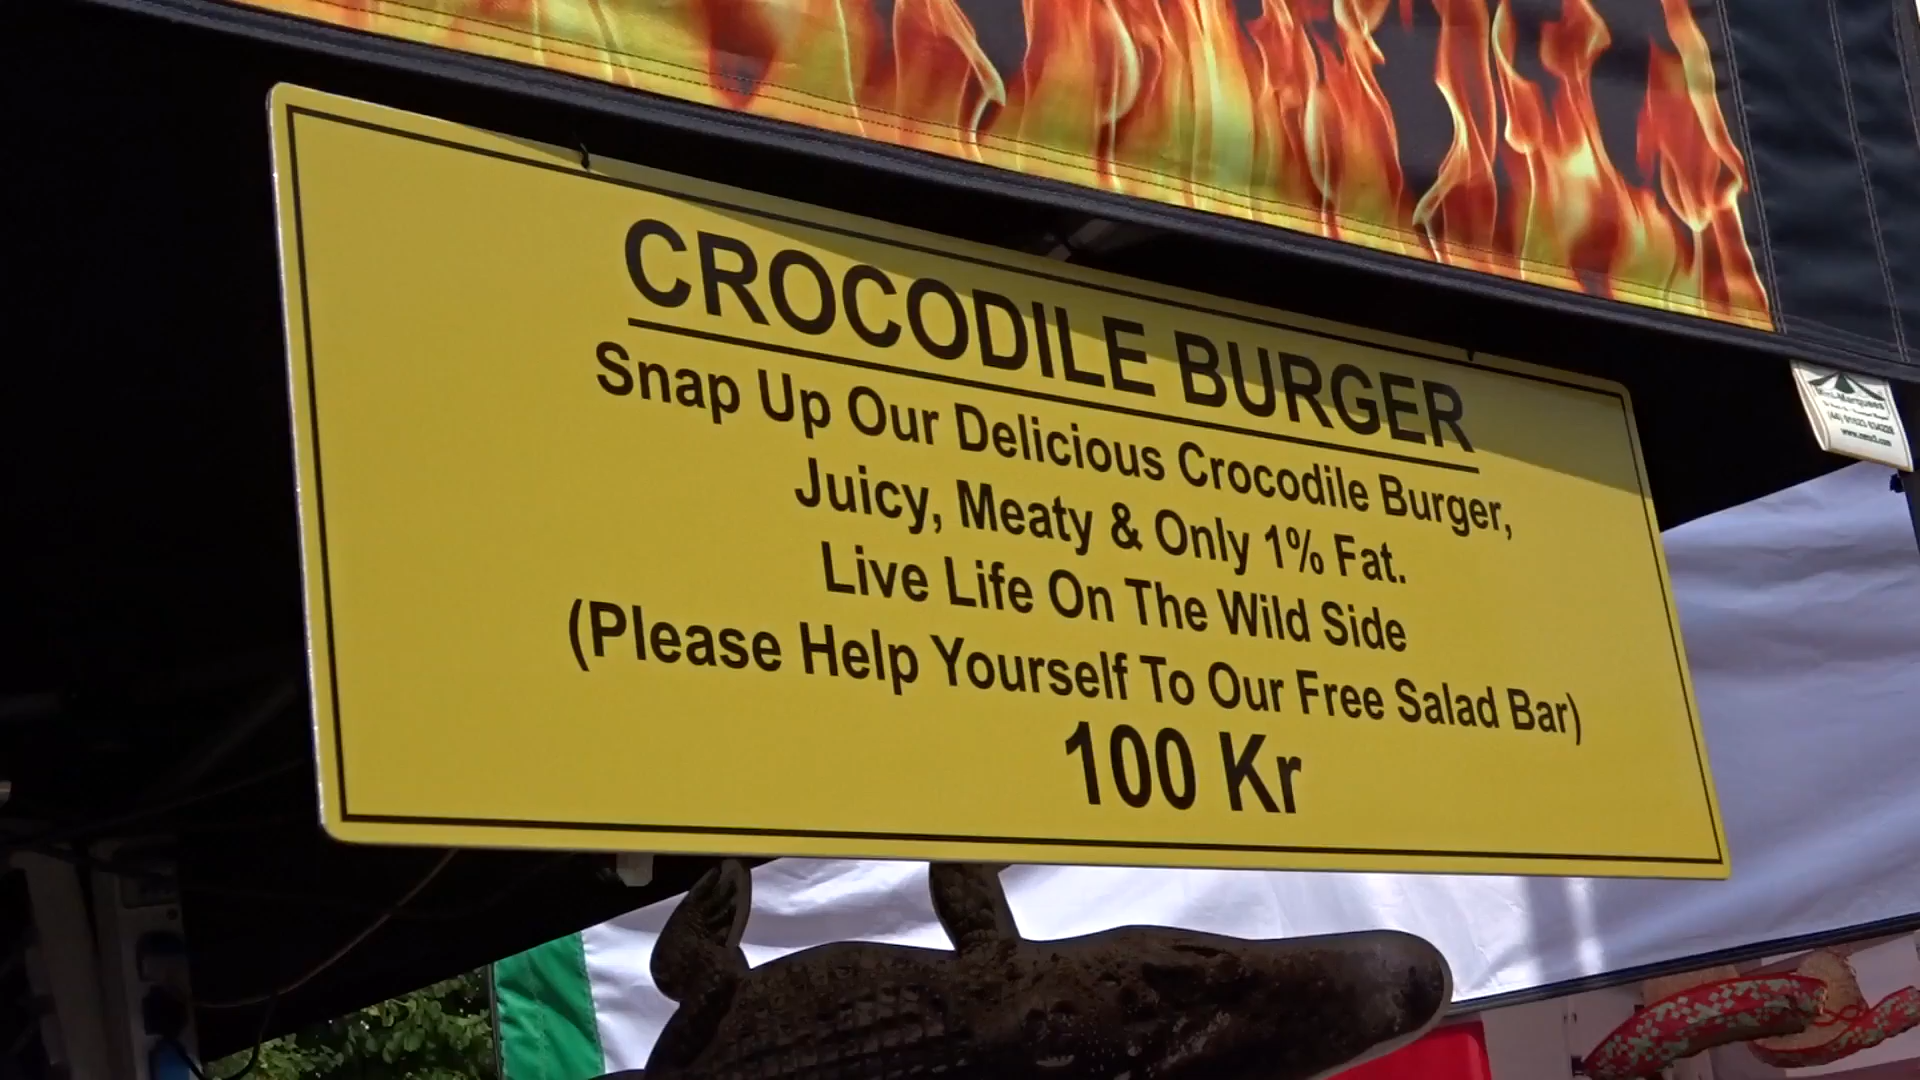 CROCODILE BURGER
Snap Up Our Delicious Crocodile Burger,
Juicy, Meaty & Only 1% Fat.
Live Life On The Wild Side
(Please Help Yourself To Our Free Salad Bar)
100 Kr